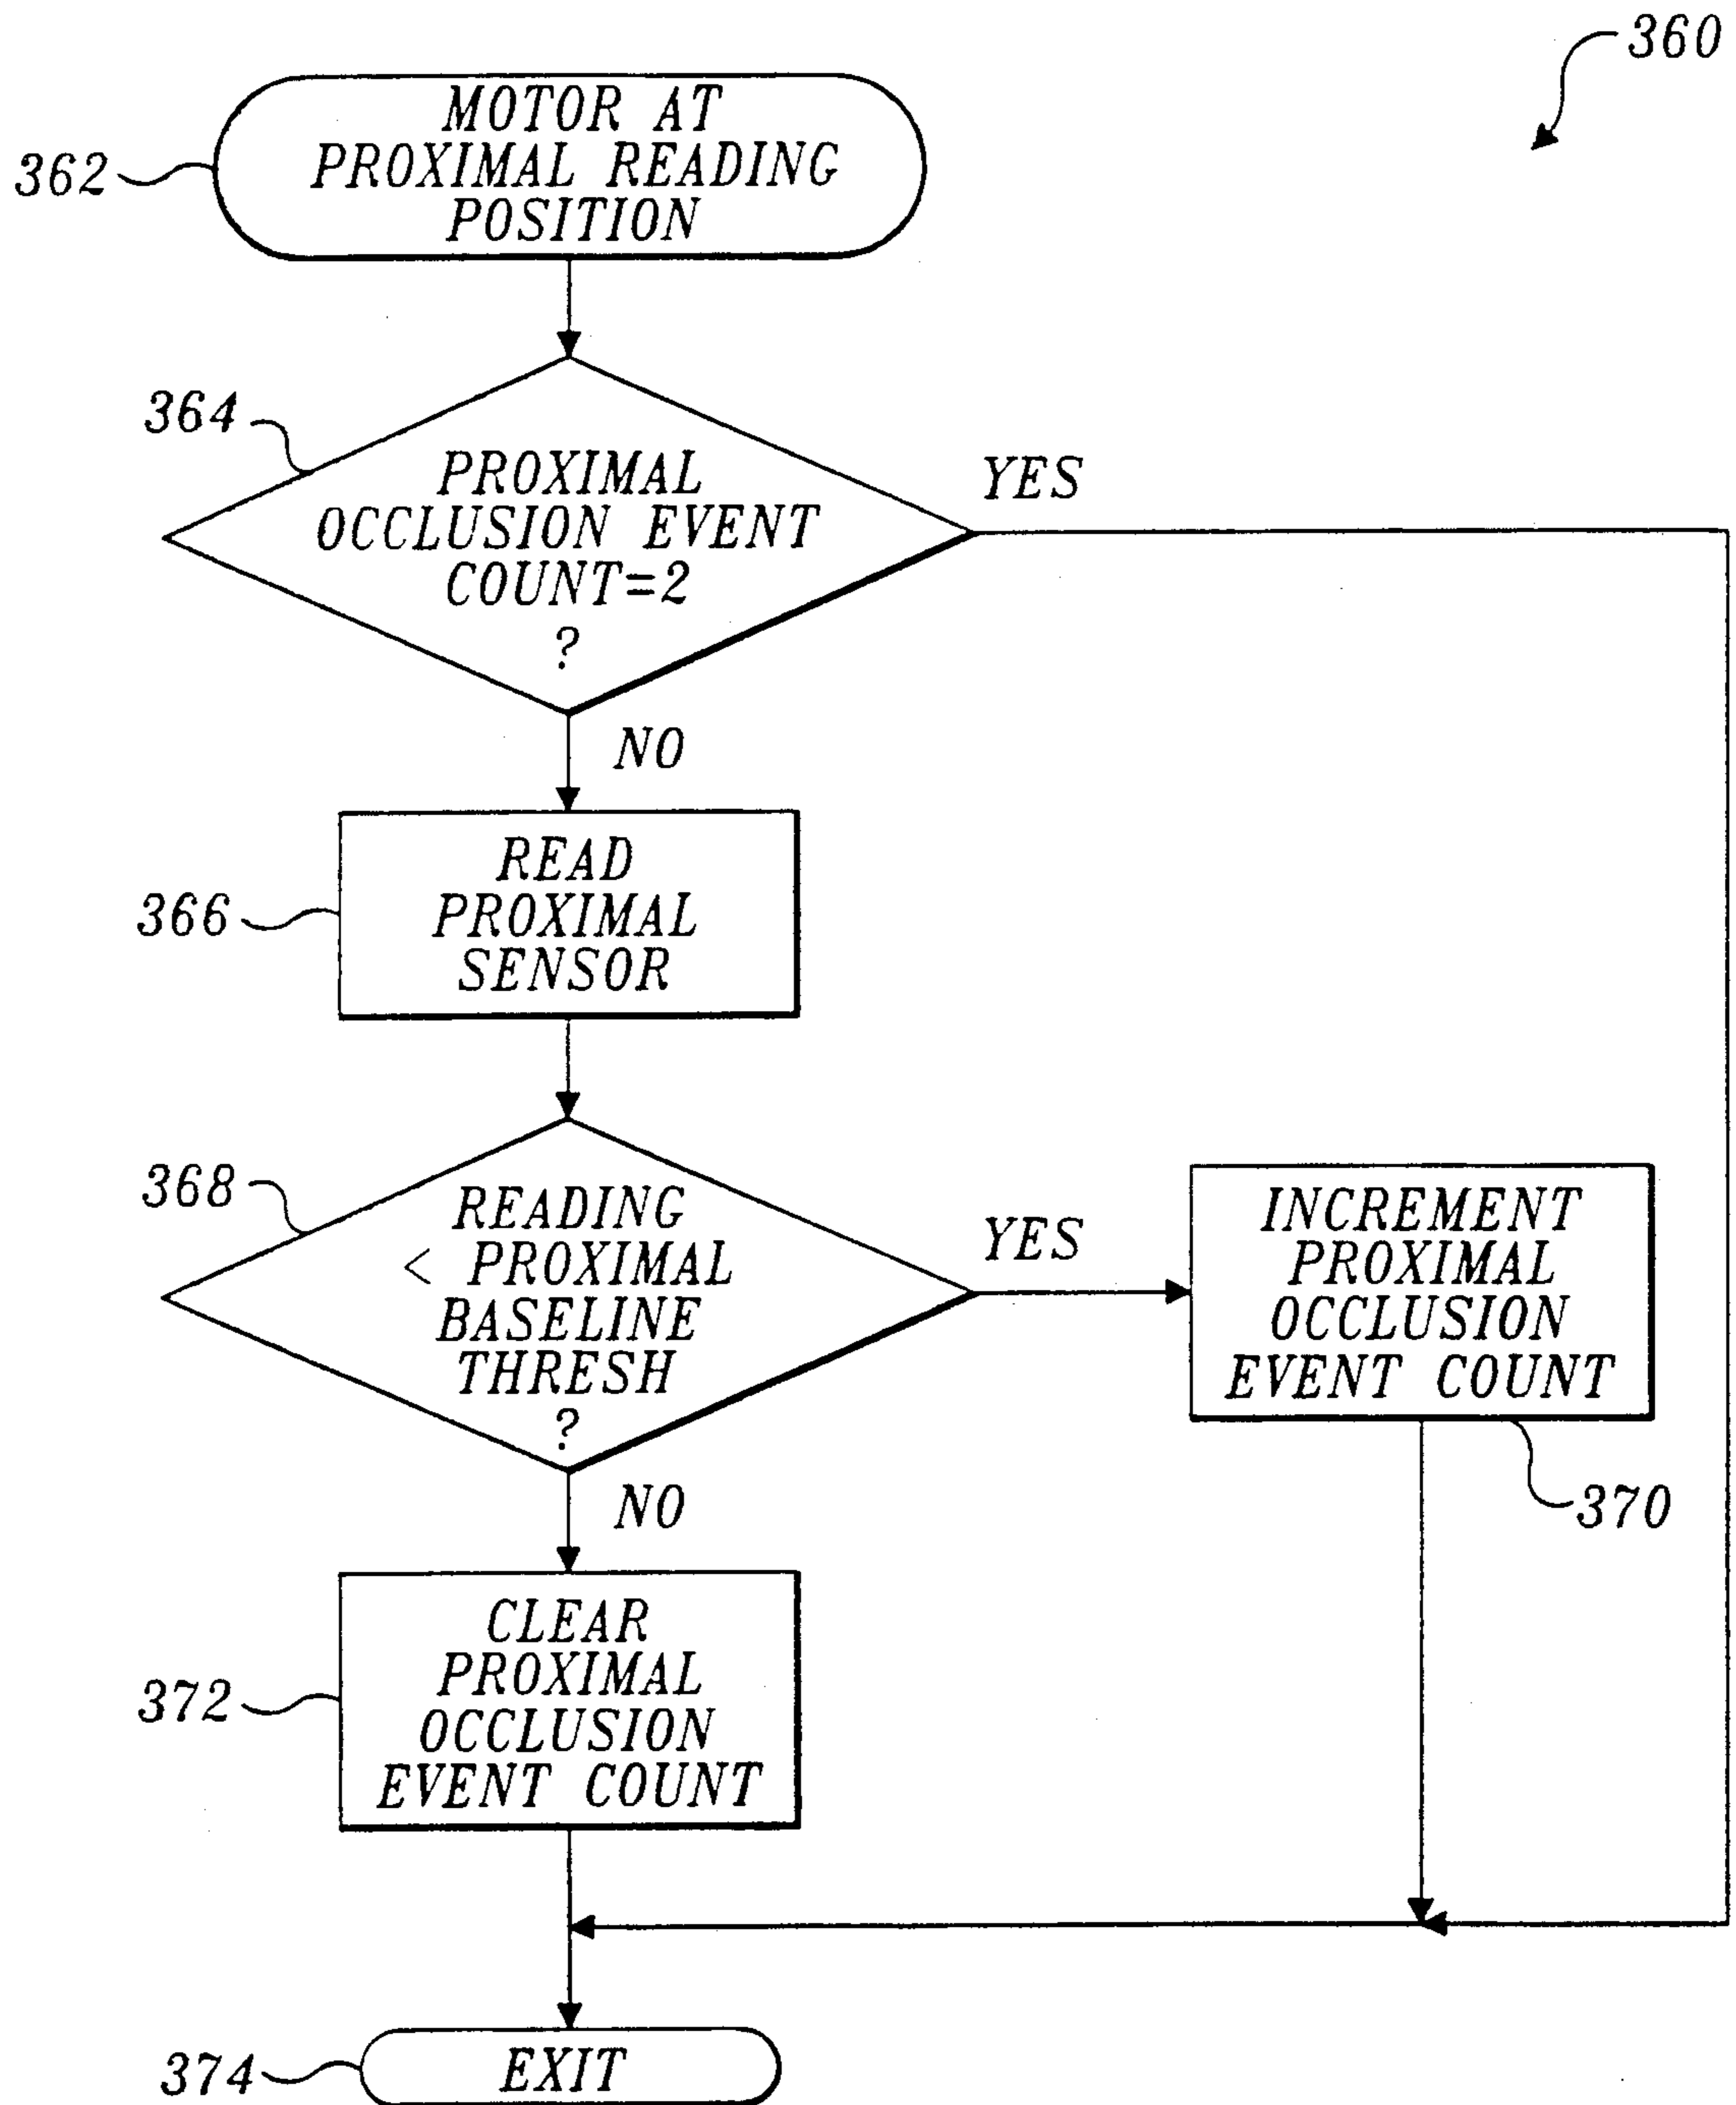 360
MOTOR AT
PROXIMAL READING
POSITION
362
364
PROXIMAL
OCCLUSION EVENT
COUNT=2
?
YES
NO
READ
PROXIMAL
SENSOR
366
368
READING
< PROXIMAL
BASELINE
THRESH
?
YES
INCREMENT
PROXIMAL
OCCLUSION
EVENT COUNT
370
NO
CLEAR
PROXIMAL
OCCLUSION
EVENT COUNT
372
374
EXIT